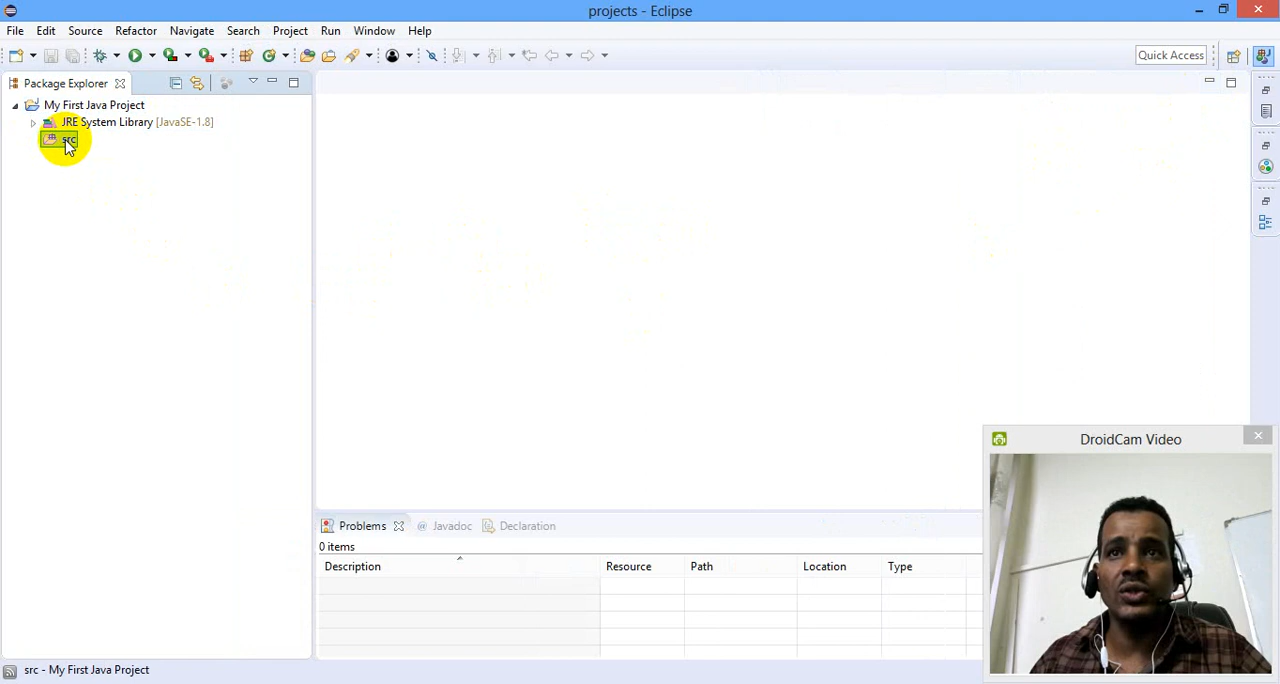 projects - Eclipse
File Edit Source Refactor Navigate Search Project Run Window Help
Quick Access
Package Explorer
My First Java Project
JRE System Library [JavaSE-1.8]
src
DroidCam Video
Problems @ Javadoc Declaration
0 items
Description Resource Path Location Type
src - My First Java Project